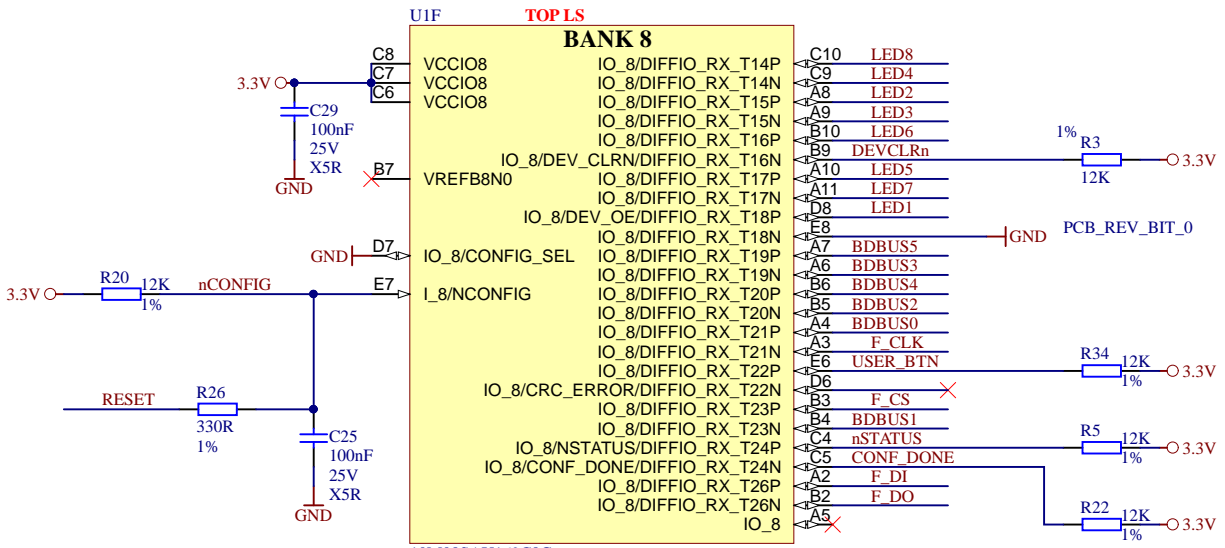 U1F
TOP LS
BANK 8
3.3V
C8 VCCIO8
C7 VCCIO8
C6 VCCIO8
C29
100nF
25V
X5R
GND
B7 VREFB8N0
GND D7 IO_8/CONFIG_SEL
3.3V R20 12K 1% nCONFIG E7 I_8/NCONFIG
RESET R26
330R
1%
C25
100nF
25V
X5R
GND
IO_8/DIFFIO_RX_T14P C10 LED8
IO_8/DIFFIO_RX_T14N C9 LED4
IO_8/DIFFIO_RX_T15P A8 LED2
IO_8/DIFFIO_RX_T15N A9 LED3
IO_8/DIFFIO_RX_T16P B10 LED6
IO_8/DEV_CLRN/DIFFIO_RX_T16N B9 DEVCLRn 1% R3 12K 3.3V
IO_8/DIFFIO_RX_T17P A10 LED5
IO_8/DIFFIO_RX_T17N A11 LED7
IO_8/DEV_OE/DIFFIO_RX_T18P D8 LED1
IO_8/DIFFIO_RX_T18N E8 GND PCB_REV_BIT_0
IO_8/DIFFIO_RX_T19P A7 BDBUS5
IO_8/DIFFIO_RX_T19N A6 BDBUS3
IO_8/DIFFIO_RX_T20P B6 BDBUS4
IO_8/DIFFIO_RX_T20N B5 BDBUS2
IO_8/DIFFIO_RX_T21P A4 BDBUS0
IO_8/DIFFIO_RX_T21N A3 F_CLK
IO_8/DIFFIO_RX_T22P E6 USER_BTN R34 12K 1% 3.3V
IO_8/CRC_ERROR/DIFFIO_RX_T22N D6
IO_8/DIFFIO_RX_T23P B3 F_CS
IO_8/DIFFIO_RX_T23N B4 BDBUS1
IO_8/NSTATUS/DIFFIO_RX_T24P C4 nSTATUS R5 12K 1% 3.3V
IO_8/CONF_DONE/DIFFIO_RX_T24N C5 CONF_DONE R22 12K 1% 3.3V
IO_8/DIFFIO_RX_T26P A2 F_DI
IO_8/DIFFIO_RX_T26N B2 F_DO
IO_8 A5